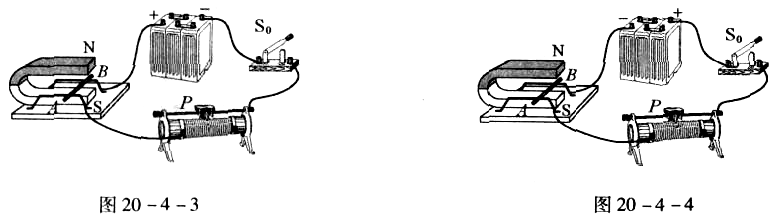 + −
S₀
N
B
A
S
P
图 20-4-3
− +
S₀
N
B
A
S
P
图 20-4-4